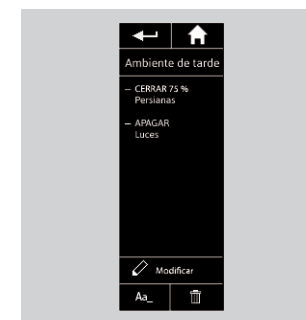 Ambiente de tarde
– CERRAR 75 %
Persianas
– APAGAR
Luces
Modificar
Aa_